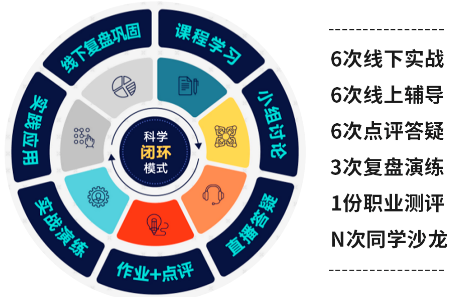 课程学习
小组讨论
直播答疑
作业+点评
实战演练
实践应用
线下复盘巩固
科学
闭环
模式
6次线下实战
6次线上辅导
6次点评答疑
3次复盘演练
1份职业测评
N次同学沙龙